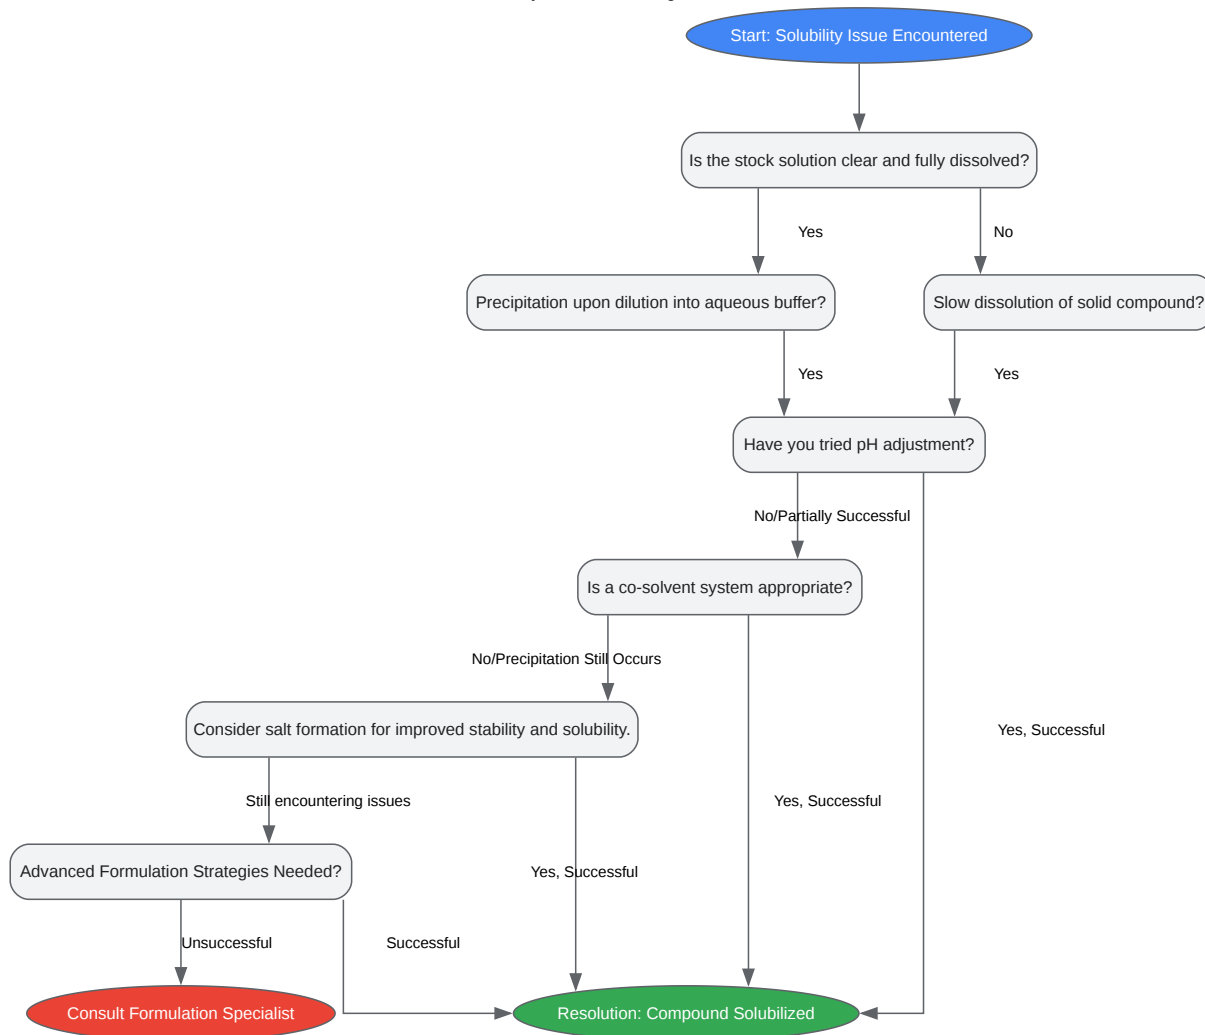 Start: Solubility Issue Encountered
Is the stock solution clear and fully dissolved?
Yes
No
Precipitation upon dilution into aqueous buffer?
Slow dissolution of solid compound?
Yes
Yes
Have you tried pH adjustment?
No/Partially Successful
Is a co-solvent system appropriate?
No/Precipitation Still Occurs
Consider salt formation for improved stability and solubility.
Yes, Successful
Still encountering issues
Yes, Successful
Advanced Formulation Strategies Needed?
Yes, Successful
Unsuccessful
Successful
Consult Formulation Specialist
Resolution: Compound Solubilized